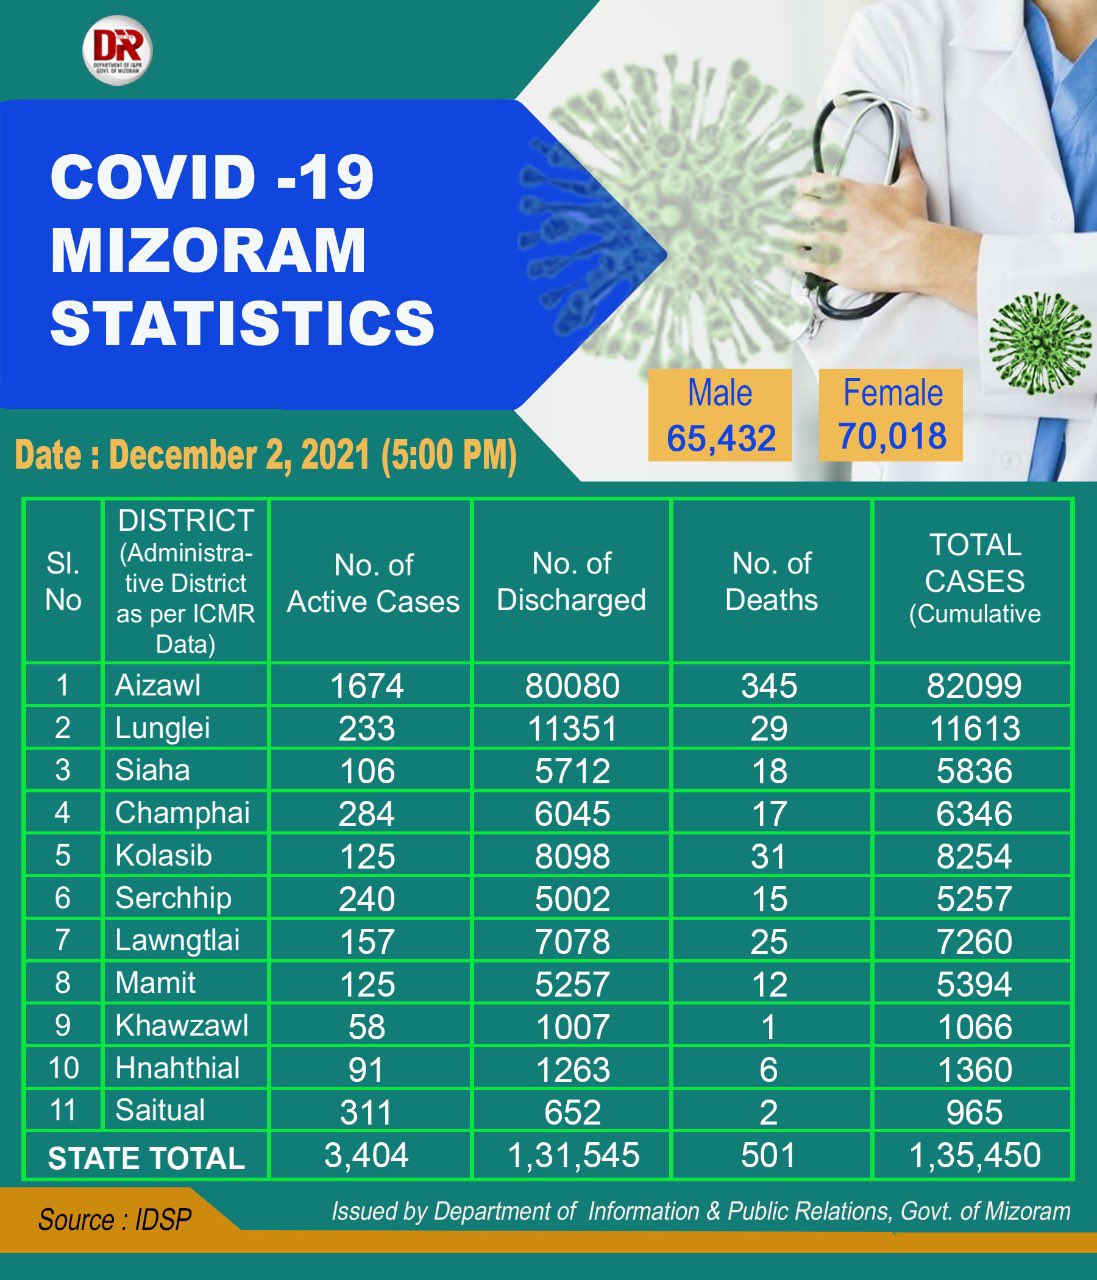 DIPR
DEPARTMENT OF I&PR
GOVT. OF MIZORAM
COVID -19
MIZORAM
STATISTICS
Male
65,432
Female
70,018
Date : December 2, 2021 (5:00 PM)
Sl. No
DISTRICT
(Administra-
tive District
as per ICMR
Data)
No. of
Active Cases
No. of
Discharged
No. of
Deaths
TOTAL
CASES
(Cumulative
1 Aizawl 1674 80080 345 82099
2 Lunglei 233 11351 29 11613
3 Siaha 106 5712 18 5836
4 Champhai 284 6045 17 6346
5 Kolasib 125 8098 31 8254
6 Serchhip 240 5002 15 5257
7 Lawngtlai 157 7078 25 7260
8 Mamit 125 5257 12 5394
9 Khawzawl 58 1007 1 1066
10 Hnahthial 91 1263 6 1360
11 Saitual 311 652 2 965
STATE TOTAL 3,404 1,31,545 501 1,35,450
Source : IDSP
Issued by Department of Information & Public Relations, Govt. of Mizoram